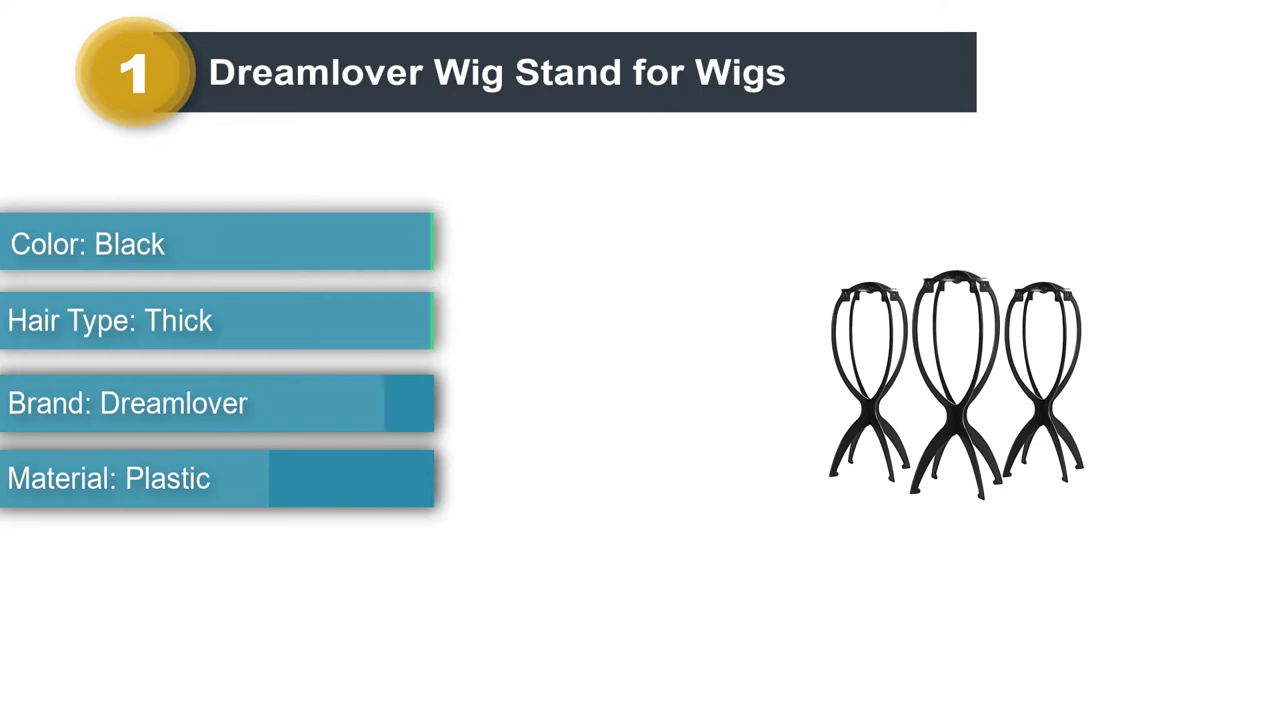 1
Dreamlover Wig Stand for Wigs
Color: Black
Hair Type: Thick
Brand: Dreamlover
Material: Plastic